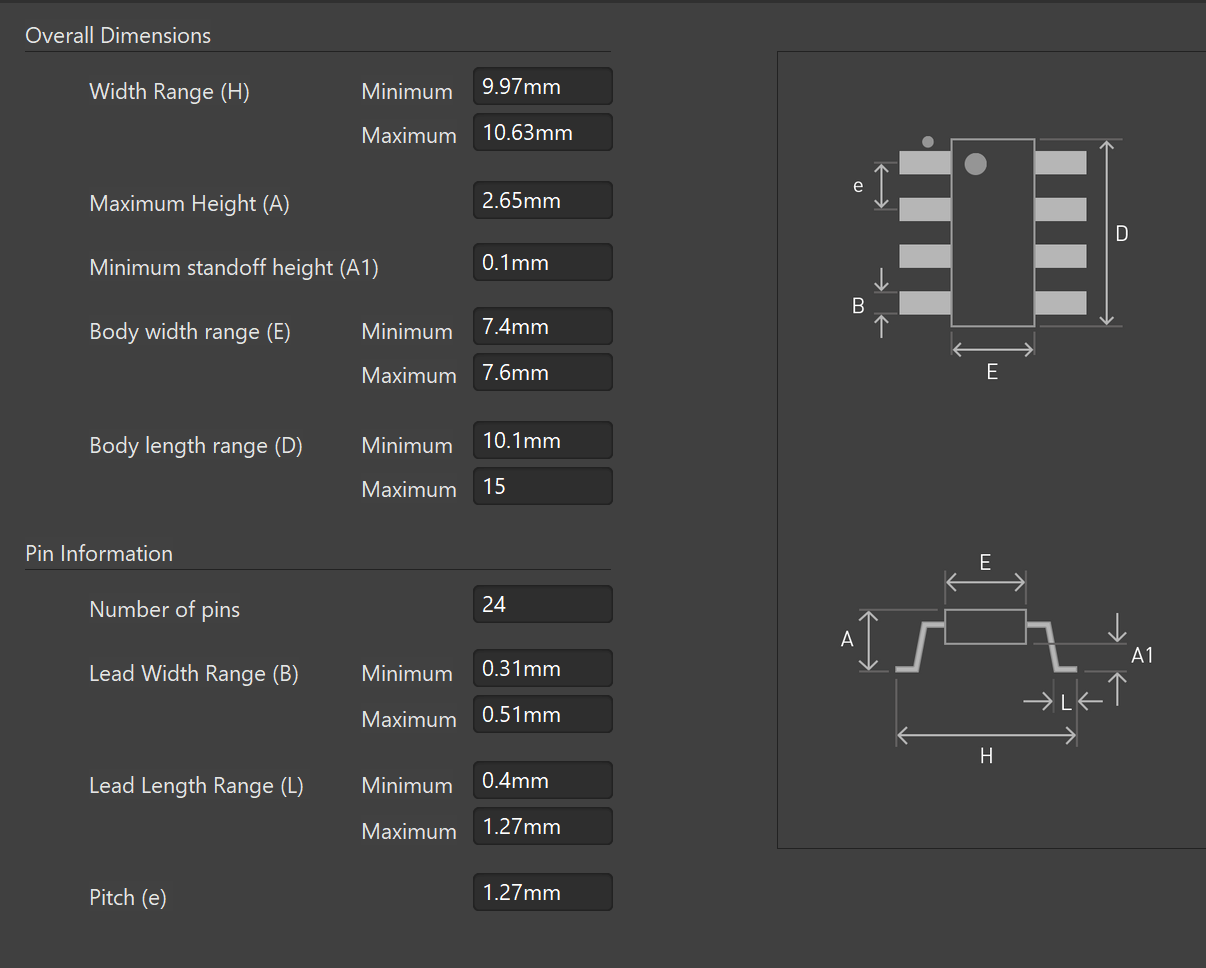 Overall Dimensions
Width Range (H) Minimum 9.97mm
Maximum 10.63mm
Maximum Height (A) 2.65mm
Minimum standoff height (A1) 0.1mm
Body width range (E) Minimum 7.4mm
Maximum 7.6mm
Body length range (D) Minimum 10.1mm
Maximum 15
Pin Information
Number of pins 24
Lead Width Range (B) Minimum 0.31mm
Maximum 0.51mm
Lead Length Range (L) Minimum 0.4mm
Maximum 1.27mm
Pitch (e) 1.27mm
e
D
B
E
E
A
A1
L
H